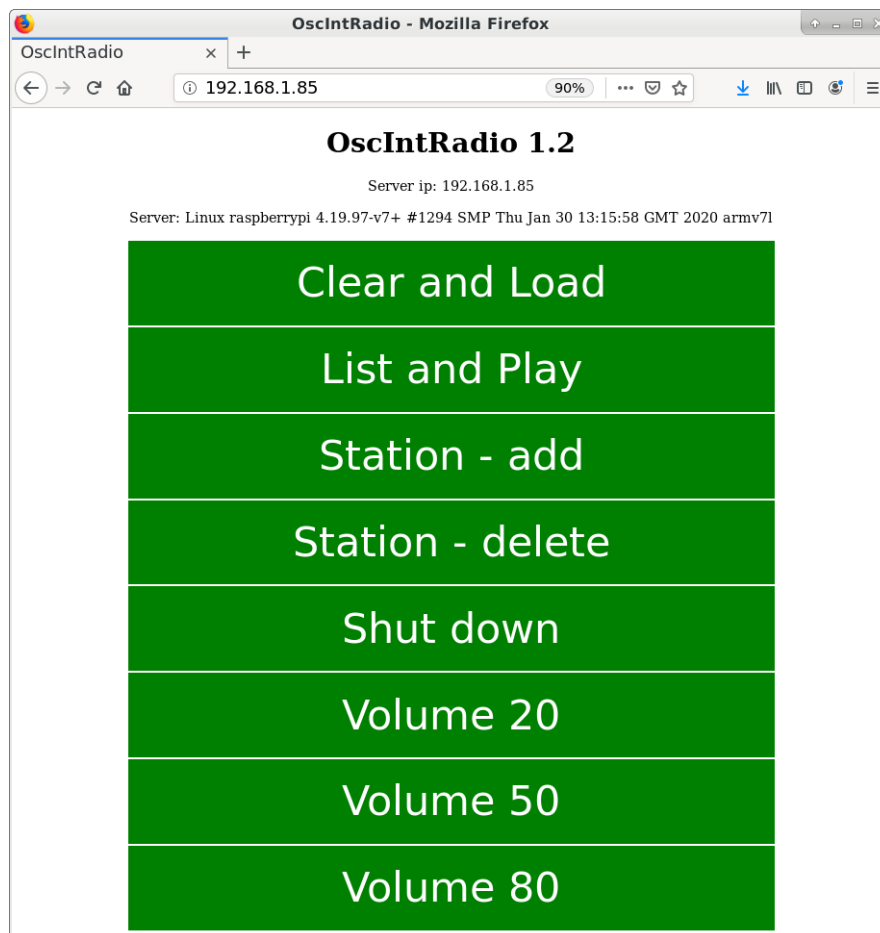 OscIntRadio - Mozilla Firefox
OscIntRadio
192.168.1.85
90%
OscIntRadio 1.2
Server ip: 192.168.1.85
Server: Linux raspberrypi 4.19.97-v7+ #1294 SMP Thu Jan 30 13:15:58 GMT 2020 armv7l
Clear and Load
List and Play
Station - add
Station - delete
Shut down
Volume 20
Volume 50
Volume 80